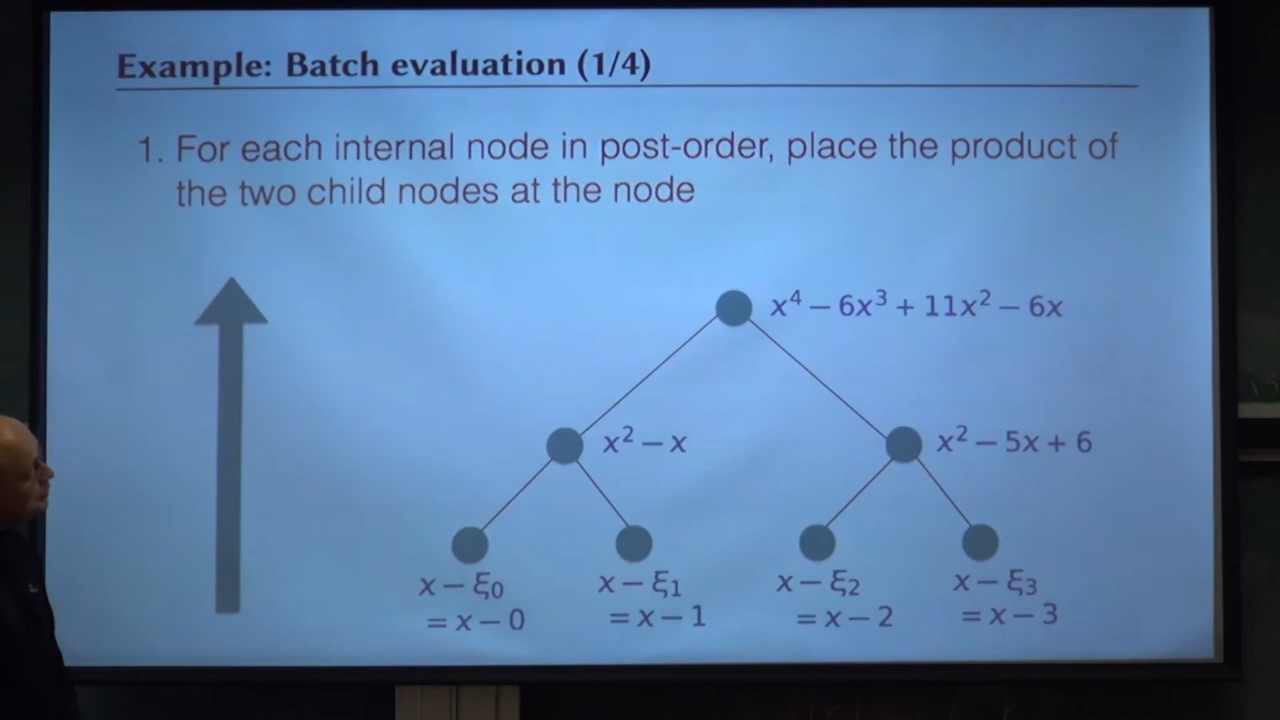 Example: Batch evaluation (1/4)
1. For each internal node in post-order, place the product of
the two child nodes at the node
x⁴ – 6x³ + 11x² – 6x
x² – x
x² – 5x + 6
x – ξ₀
= x – 0
x – ξ₁
= x – 1
x – ξ₂
= x – 2
x – ξ₃
= x – 3